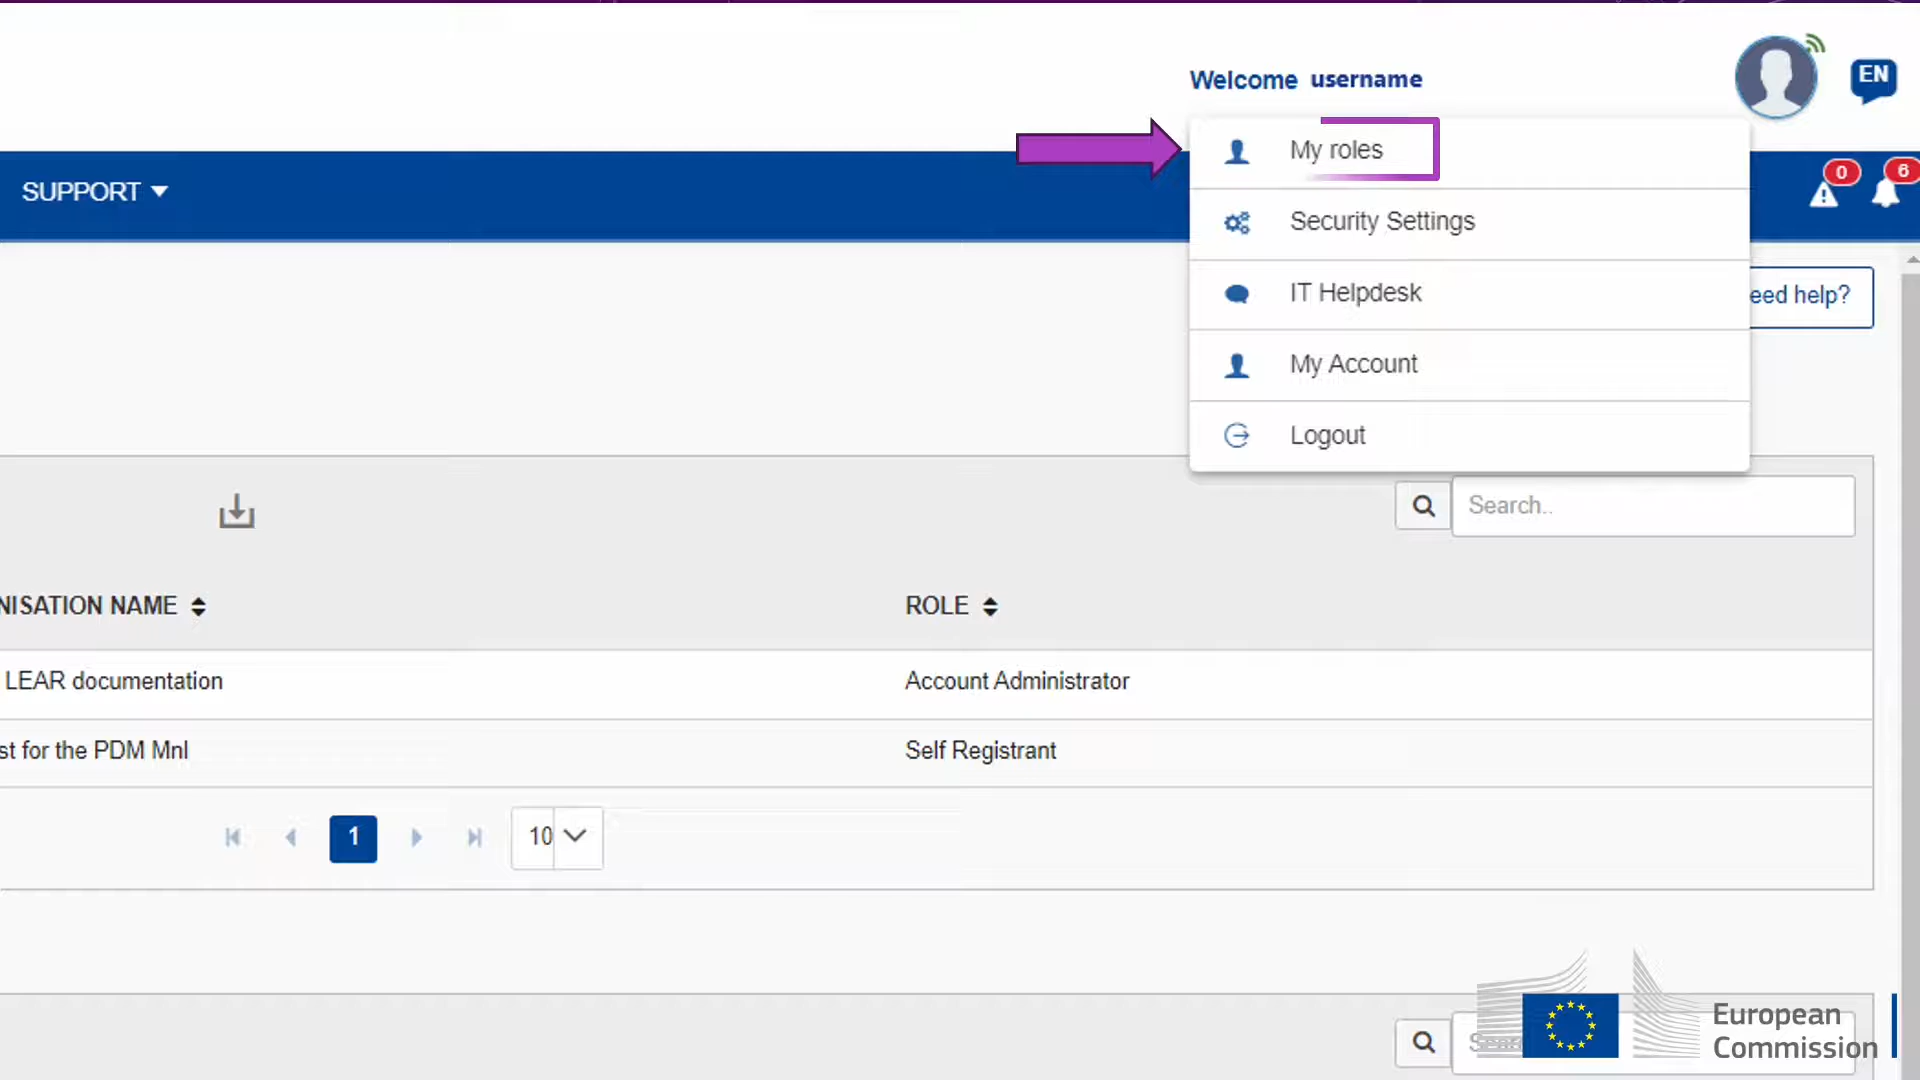 Welcome username
EN
My roles
SUPPORT
0
6
Security Settings
IT Helpdesk
eed help?
My Account
Logout
Search..
NISATION NAME
ROLE
LEAR documentation
Account Administrator
st for the PDM Mnl
Self Registrant
1
10
European
Commission